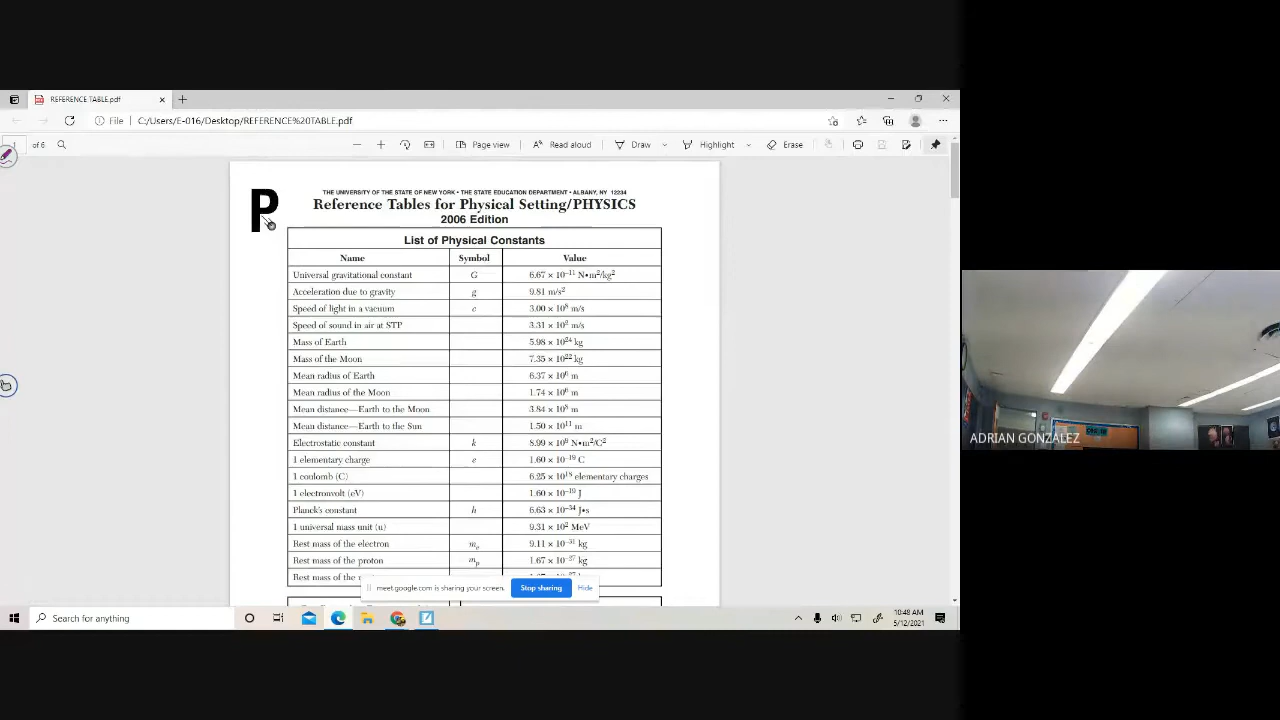 REFERENCE TABLE.pdf
File C:/Users/E-016/Desktop/REFERENCE%20TABLE.pdf
1 of 6 Page view Read aloud Draw Highlight Erase
P
THE UNIVERSITY OF THE STATE OF NEW YORK • THE STATE EDUCATION DEPARTMENT • ALBANY, NY 12234
Reference Tables for Physical Setting/PHYSICS
2006 Edition
List of Physical Constants
Name Symbol Value
Universal gravitational constant G 6.67 × 10⁻¹¹ N•m²/kg²
Acceleration due to gravity g 9.81 m/s²
Speed of light in a vacuum c 3.00 × 10⁸ m/s
Speed of sound in air at STP 3.31 × 10² m/s
Mass of Earth 5.98 × 10²⁴ kg
Mass of the Moon 7.35 × 10²² kg
Mean radius of Earth 6.37 × 10⁶ m
Mean radius of the Moon 1.74 × 10⁶ m
Mean distance—Earth to the Moon 3.84 × 10⁸ m
Mean distance—Earth to the Sun 1.50 × 10¹¹ m
Electrostatic constant k 8.99 × 10⁹ N•m²/C²
1 elementary charge e 1.60 × 10⁻¹⁹ C
1 coulomb (C) 6.25 × 10¹⁸ elementary charges
1 electronvolt (eV) 1.60 × 10⁻¹⁹ J
Planck's constant h 6.63 × 10⁻³⁴ J•s
1 universal mass unit (u) 9.31 × 10² MeV
Rest mass of the electron mₑ 9.11 × 10⁻³¹ kg
Rest mass of the proton mₚ 1.67 × 10⁻²⁷ kg
Rest mass of the
meet.google.com is sharing your screen. Stop sharing Hide
Search for anything
10:48 AM
5/12/2021
ADRIAN GONZALEZ